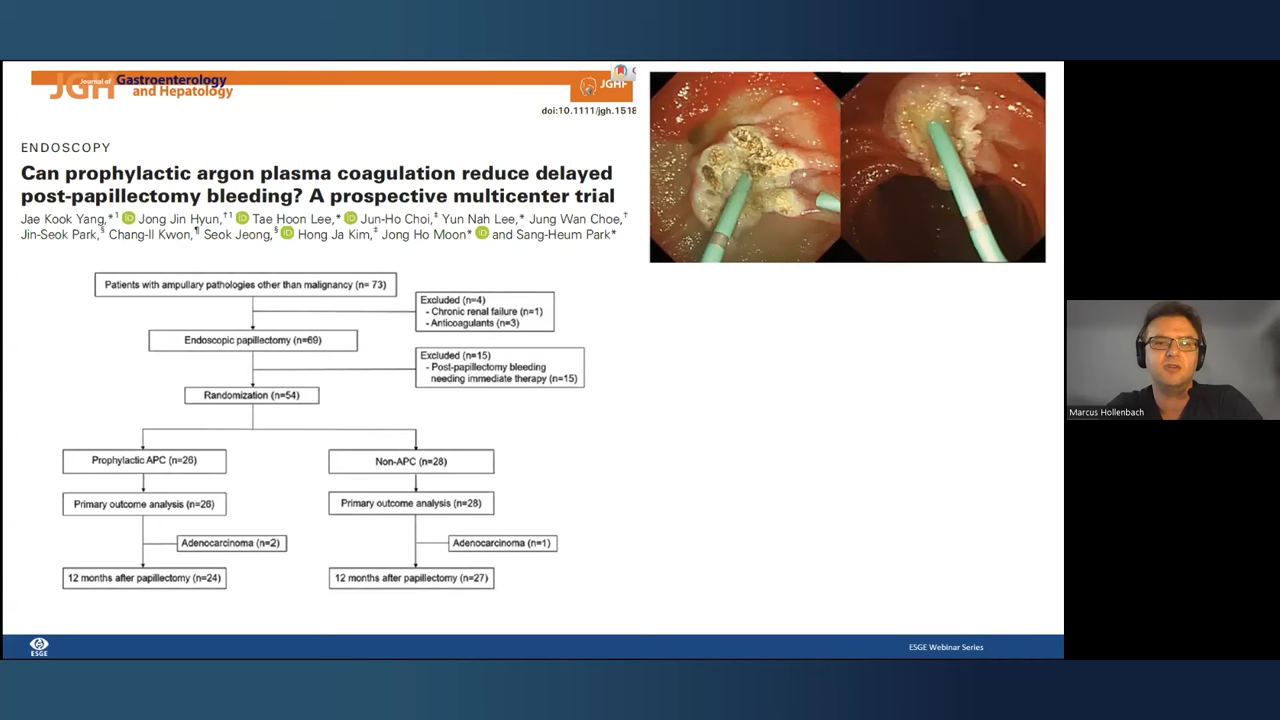 JGH Journal of Gastroenterology
and Hepatology
JGHF
doi:10.1111/jgh.1518
ENDOSCOPY
Can prophylactic argon plasma coagulation reduce delayed
post-papillectomy bleeding? A prospective multicenter trial
Jae Kook Yang,*¹ Jong Jin Hyun,†¹ Tae Hoon Lee,* Jun-Ho Choi,‡ Yun Nah Lee,* Jung Wan Choe,†
Jin-Seok Park,§ Chang-Il Kwon,¶ Seok Jeong,§ Hong Ja Kim,‡ Jong Ho Moon* and Sang-Heum Park*
Patients with ampullary pathologies other than malignancy (n= 73)
Excluded (n=4)
- Chronic renal failure (n=1)
- Anticoagulants (n=3)
Endoscopic papillectomy (n=69)
Excluded (n=15)
- Post-papillectomy bleeding
needing immediate therapy (n=15)
Randomization (n=54)
Prophylactic APC (n=26)
Non-APC (n=28)
Primary outcome analysis (n=26)
Primary outcome analysis (n=28)
Adenocarcinoma (n=2)
Adenocarcinoma (n=1)
12 months after papillectomy (n=24)
12 months after papillectomy (n=27)
Marcus Hollenbach
ESGE
ESGE Webinar Series